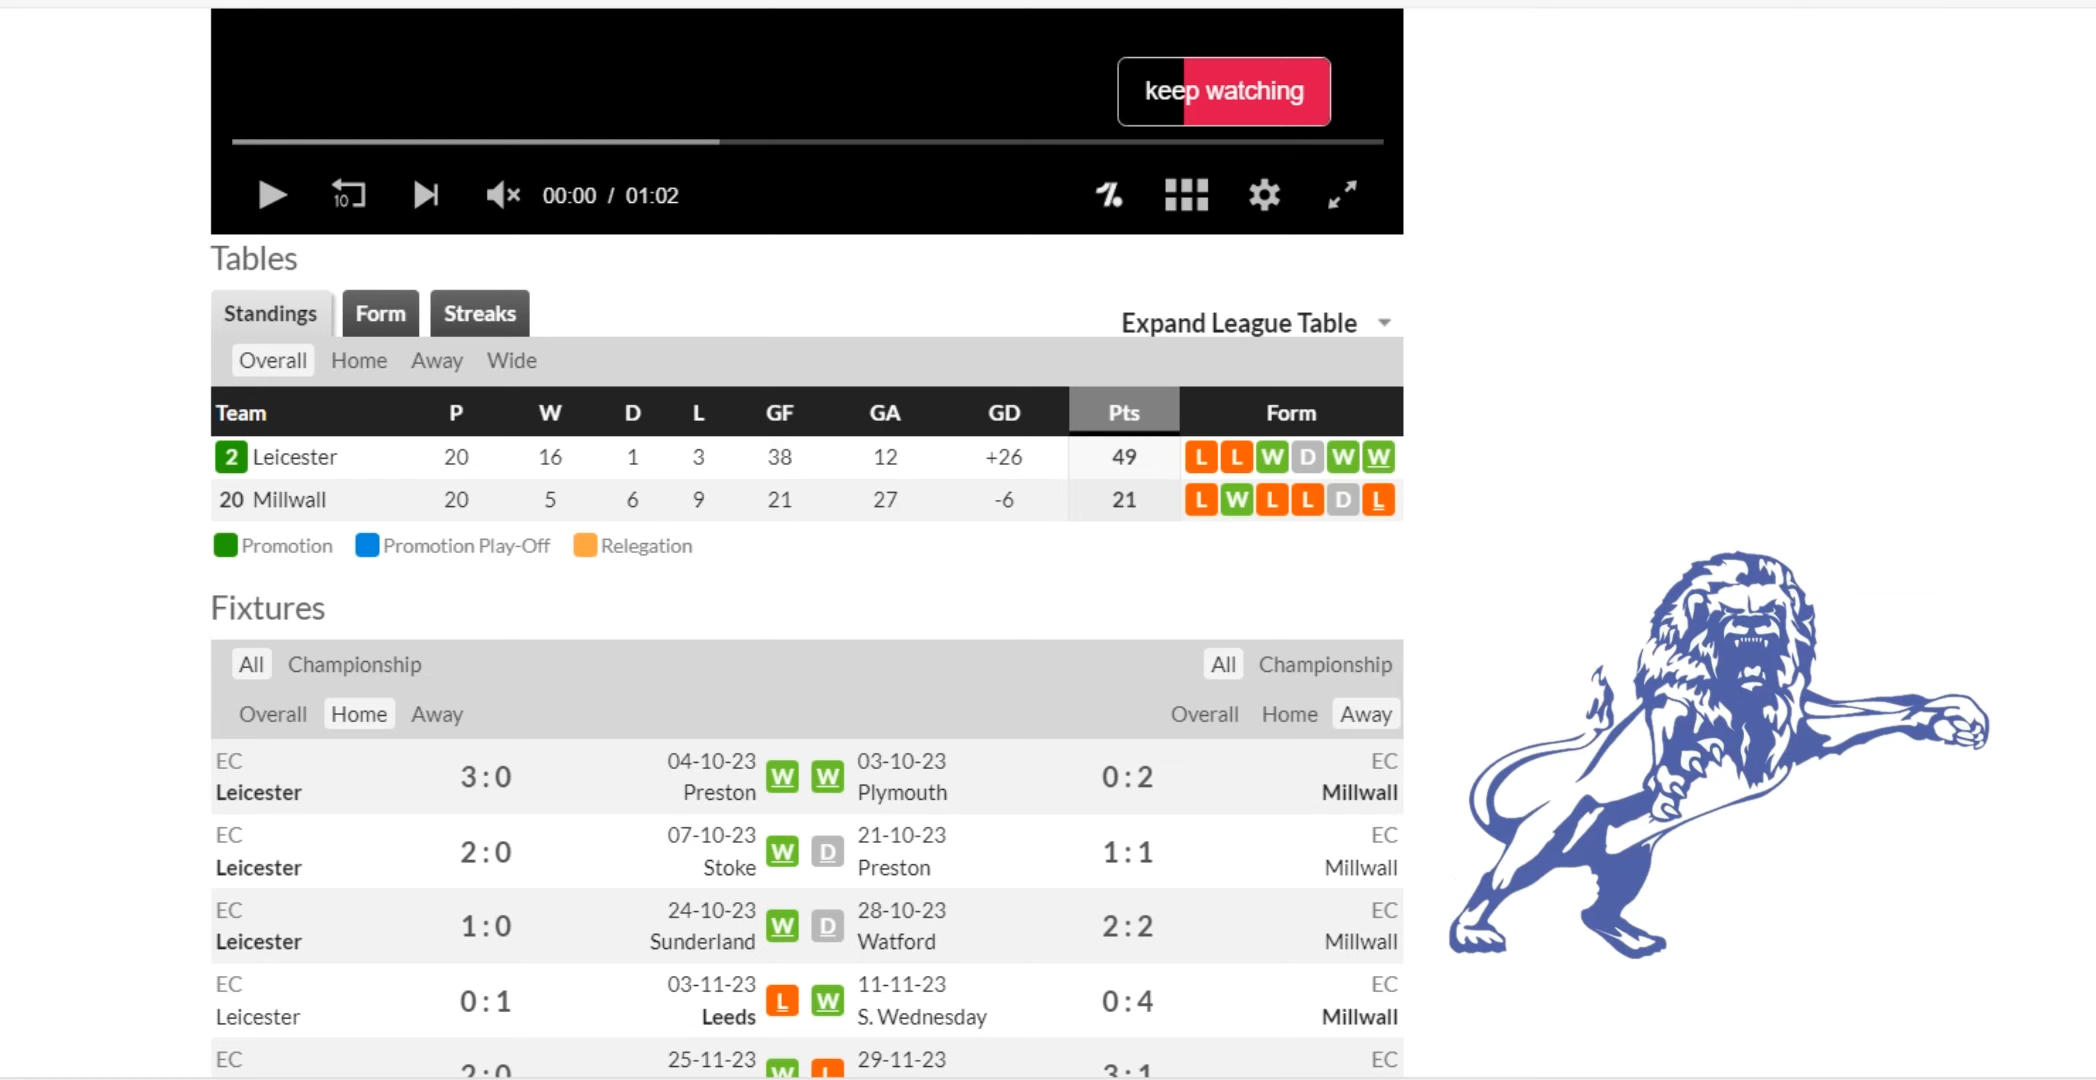 keep watching
10 00:00 / 01:02
Tables
Standings Form Streaks Expand League Table
Overall Home Away Wide
Team P W D L GF GA GD Pts Form
2 Leicester 20 16 1 3 38 12 +26 49 L L W D W W
20 Millwall 20 5 6 9 21 27 -6 21 L W L L D L
Promotion Promotion Play-Off Relegation
Fixtures
All Championship All Championship
Overall Home Away Overall Home Away
EC 04-10-23 03-10-23 EC
3:0 W W 0:2
Leicester Preston Plymouth Millwall
EC 07-10-23 21-10-23 EC
2:0 W D 1:1
Leicester Stoke Preston Millwall
EC 24-10-23 28-10-23 EC
1:0 W D 2:2
Leicester Sunderland Watford Millwall
EC 03-11-23 11-11-23 EC
0:1 L W 0:4
Leicester Leeds S. Wednesday Millwall
EC 25-11-23 29-11-23 EC
2:0 W L 3:1